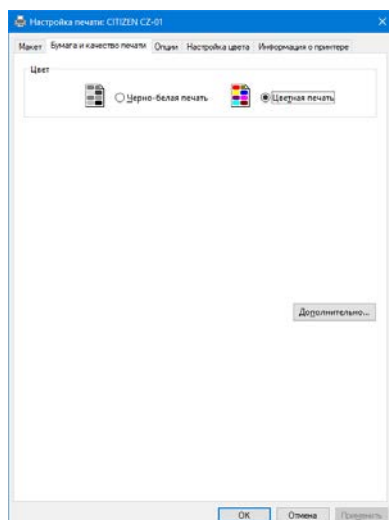 Настройка печати: CITIZEN CZ-01
Макет Бумага и качество печати Опции Настройка цвета Информация о принтере
Цвет
Черно-белая печать Цветная печать
Дополнительно...
OK Отмена Применить